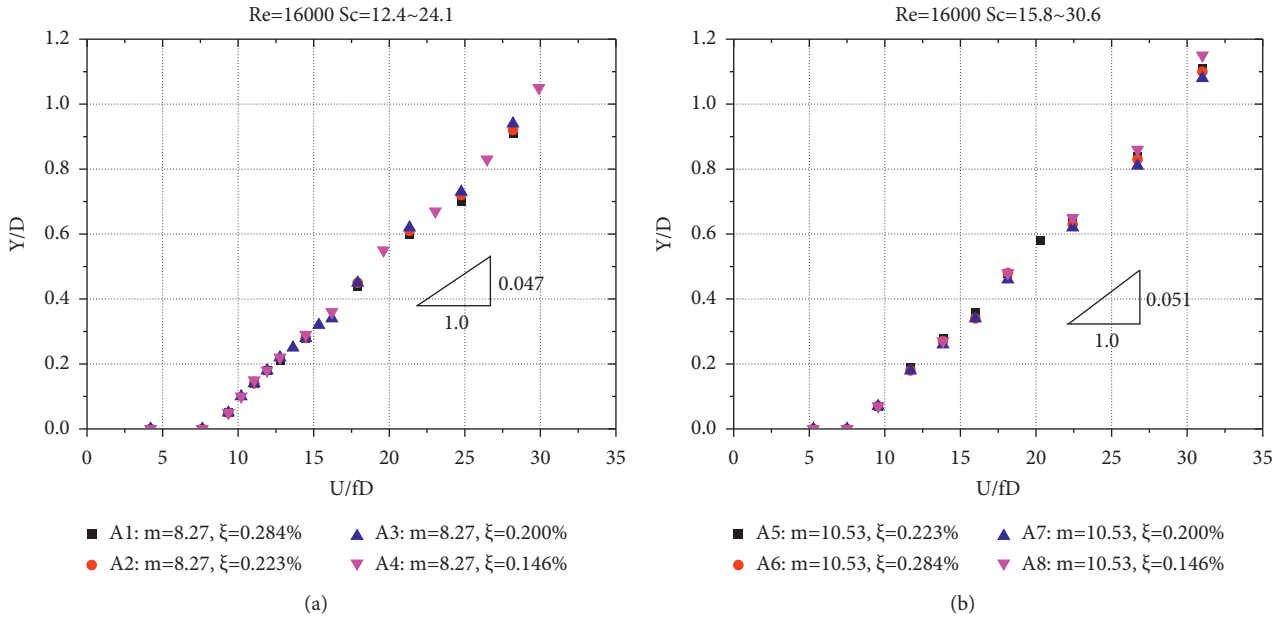 Re=16000 Sc=12.4~24.1
1.2
1.0
0.8
0.6
0.4
0.2
0.0
Y/D
0.047
1.0
0 5 10 15 20 25 30 35
U/fD
A1: m=8.27, ξ=0.284%
A2: m=8.27, ξ=0.223%
A3: m=8.27, ξ=0.200%
A4: m=8.27, ξ=0.146%
(a)
Re=16000 Sc=15.8~30.6
1.2
1.0
0.8
0.6
0.4
0.2
0.0
Y/D
0.051
1.0
0 5 10 15 20 25 30 35
U/fD
A5: m=10.53, ξ=0.223%
A6: m=10.53, ξ=0.284%
A7: m=10.53, ξ=0.200%
A8: m=10.53, ξ=0.146%
(b)